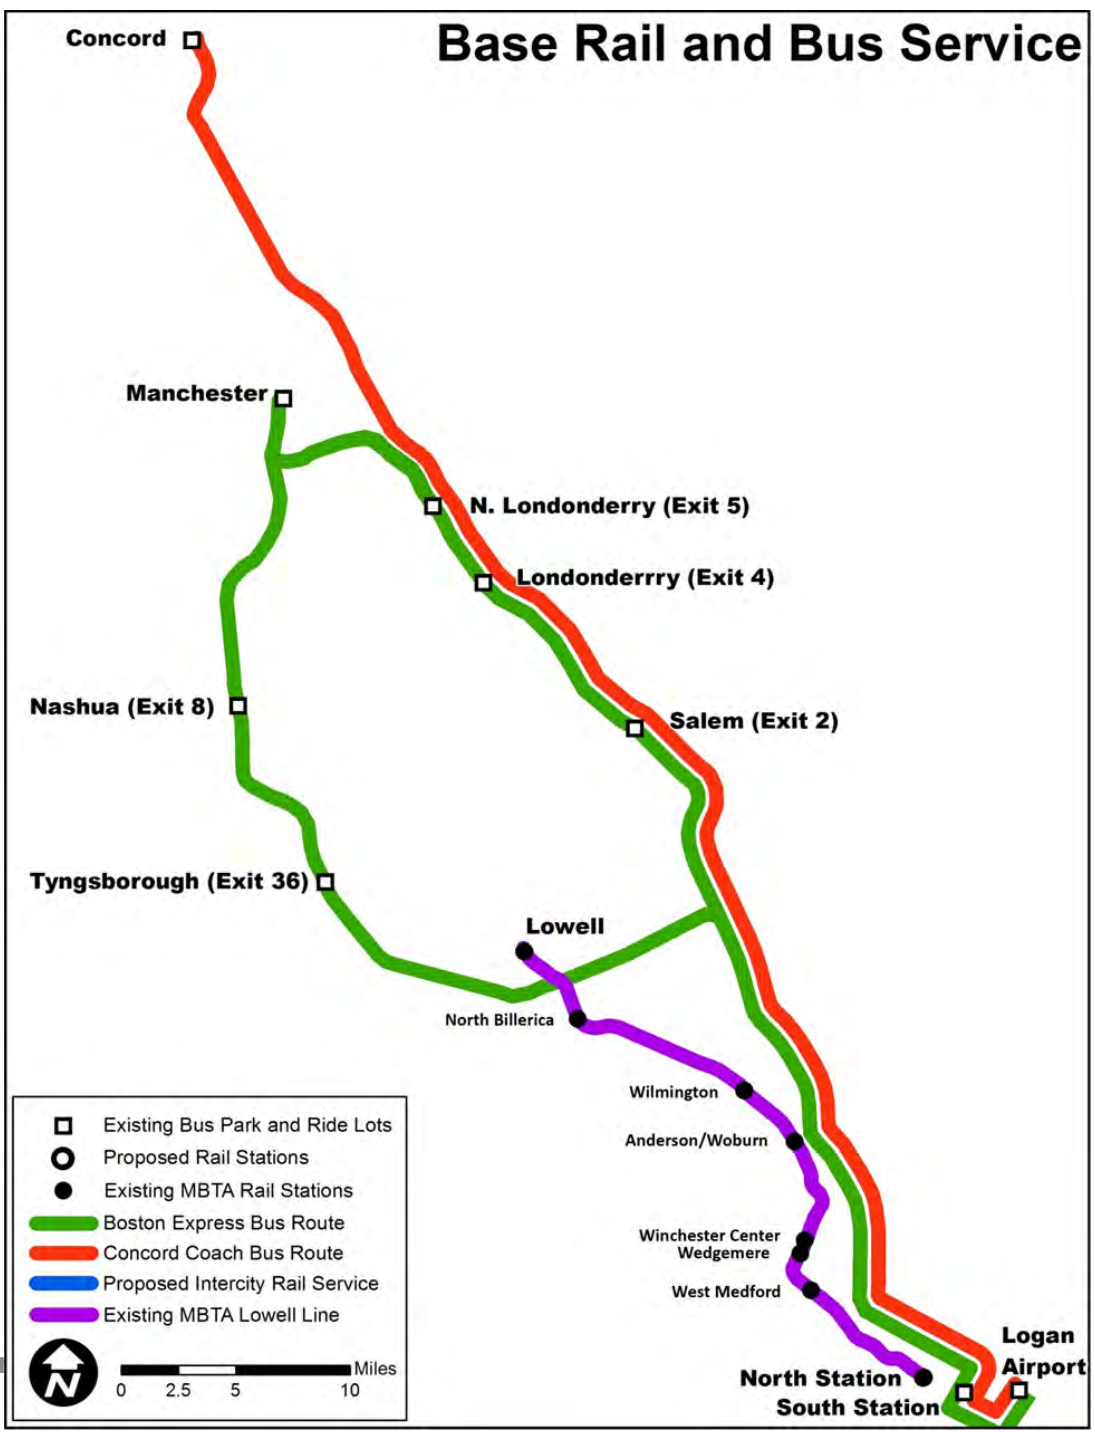 Base Rail and Bus Service
Concord
Manchester
N. Londonderry (Exit 5)
Londonderrry (Exit 4)
Nashua (Exit 8)
Salem (Exit 2)
Tyngsborough (Exit 36)
Lowell
North Billerica
Wilmington
Anderson/Woburn
Winchester Center
Wedgemere
West Medford
Logan
Airport
North Station
South Station
Existing Bus Park and Ride Lots
Proposed Rail Stations
Existing MBTA Rail Stations
Boston Express Bus Route
Concord Coach Bus Route
Proposed Intercity Rail Service
Existing MBTA Lowell Line
N
Miles
0 2.5 5 10